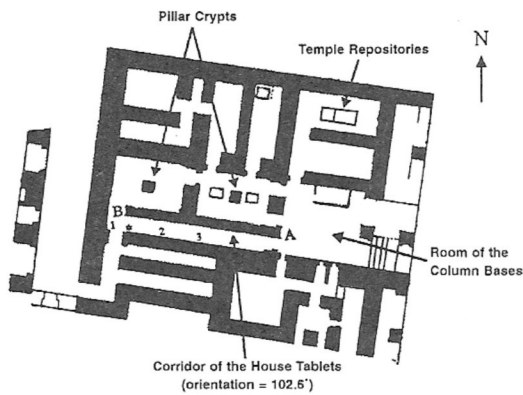 Pillar Crypts
Temple Repositories
N
B
1 * 2 3
A
Room of the
Column Bases
Corridor of the House Tablets
(orientation = 102.6°)